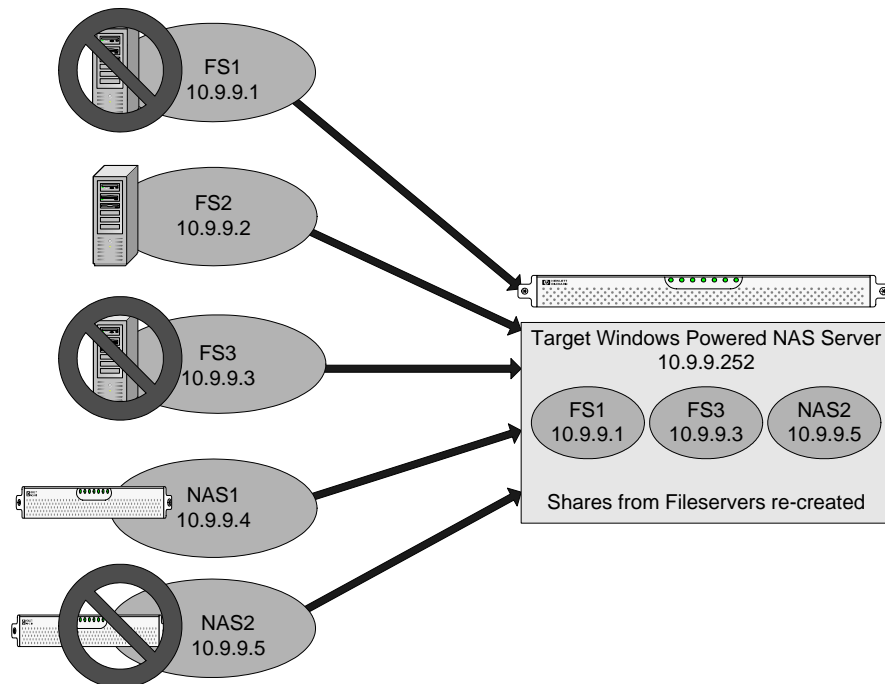 FS1
10.9.9.1
FS2
10.9.9.2
FS3
10.9.9.3
NAS1
10.9.9.4
NAS2
10.9.9.5
Target Windows Powered NAS Server
10.9.9.252
FS1
10.9.9.1
FS3
10.9.9.3
NAS2
10.9.9.5
Shares from Fileservers re-created